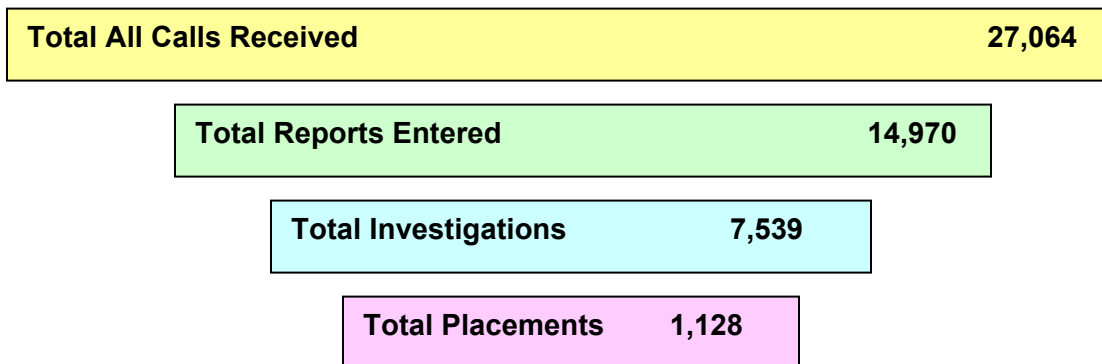 Total All Calls Received 27,064
Total Reports Entered 14,970
Total Investigations 7,539
Total Placements 1,128